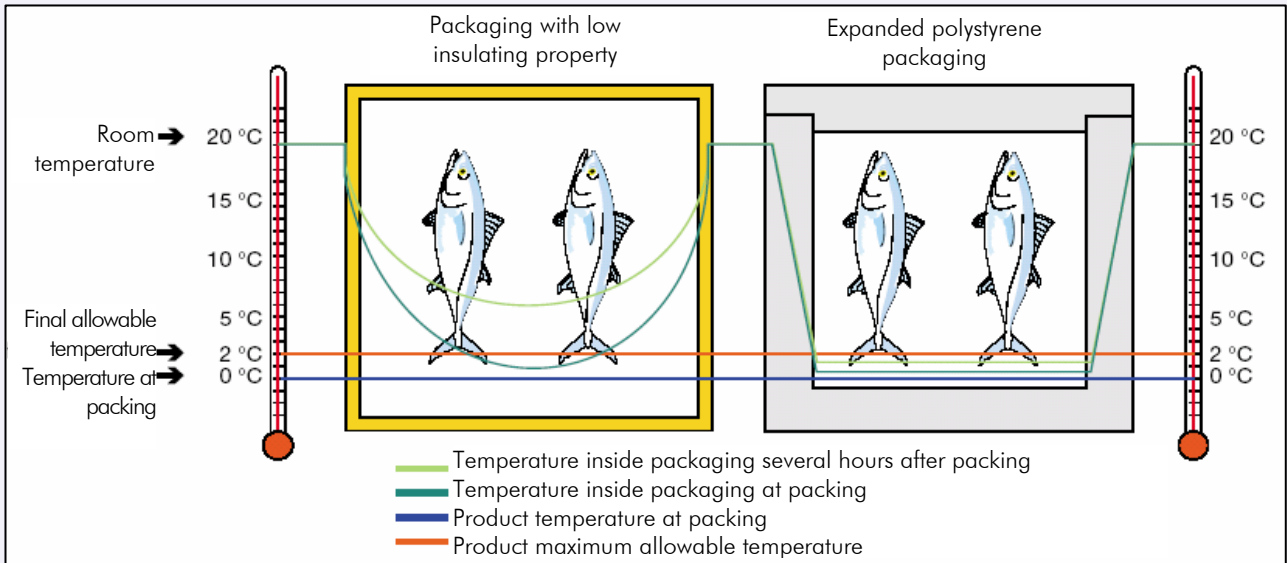 Packaging with low
insulating property
Expanded polystyrene
packaging
Room
temperature
20 °C
15 °C
10 °C
5 °C
2 °C
0 °C
Final allowable
temperature
Temperature at
packing
20 °C
15 °C
10 °C
5 °C
2 °C
0 °C
Temperature inside packaging several hours after packing
Temperature inside packaging at packing
Product temperature at packing
Product maximum allowable temperature